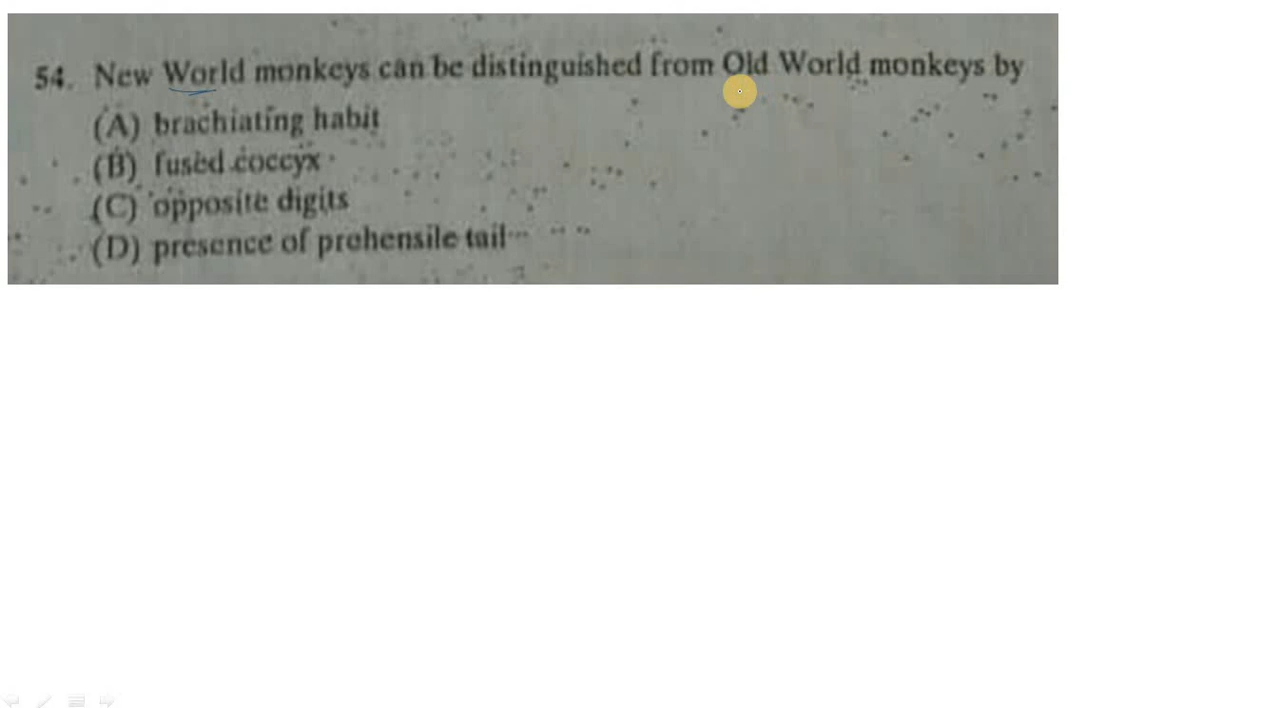 54. New World monkeys can be distinguished from Old World monkeys by
(A) brachiating habit
(B) fused coccyx
(C) opposite digits
(D) presence of prehensile tail